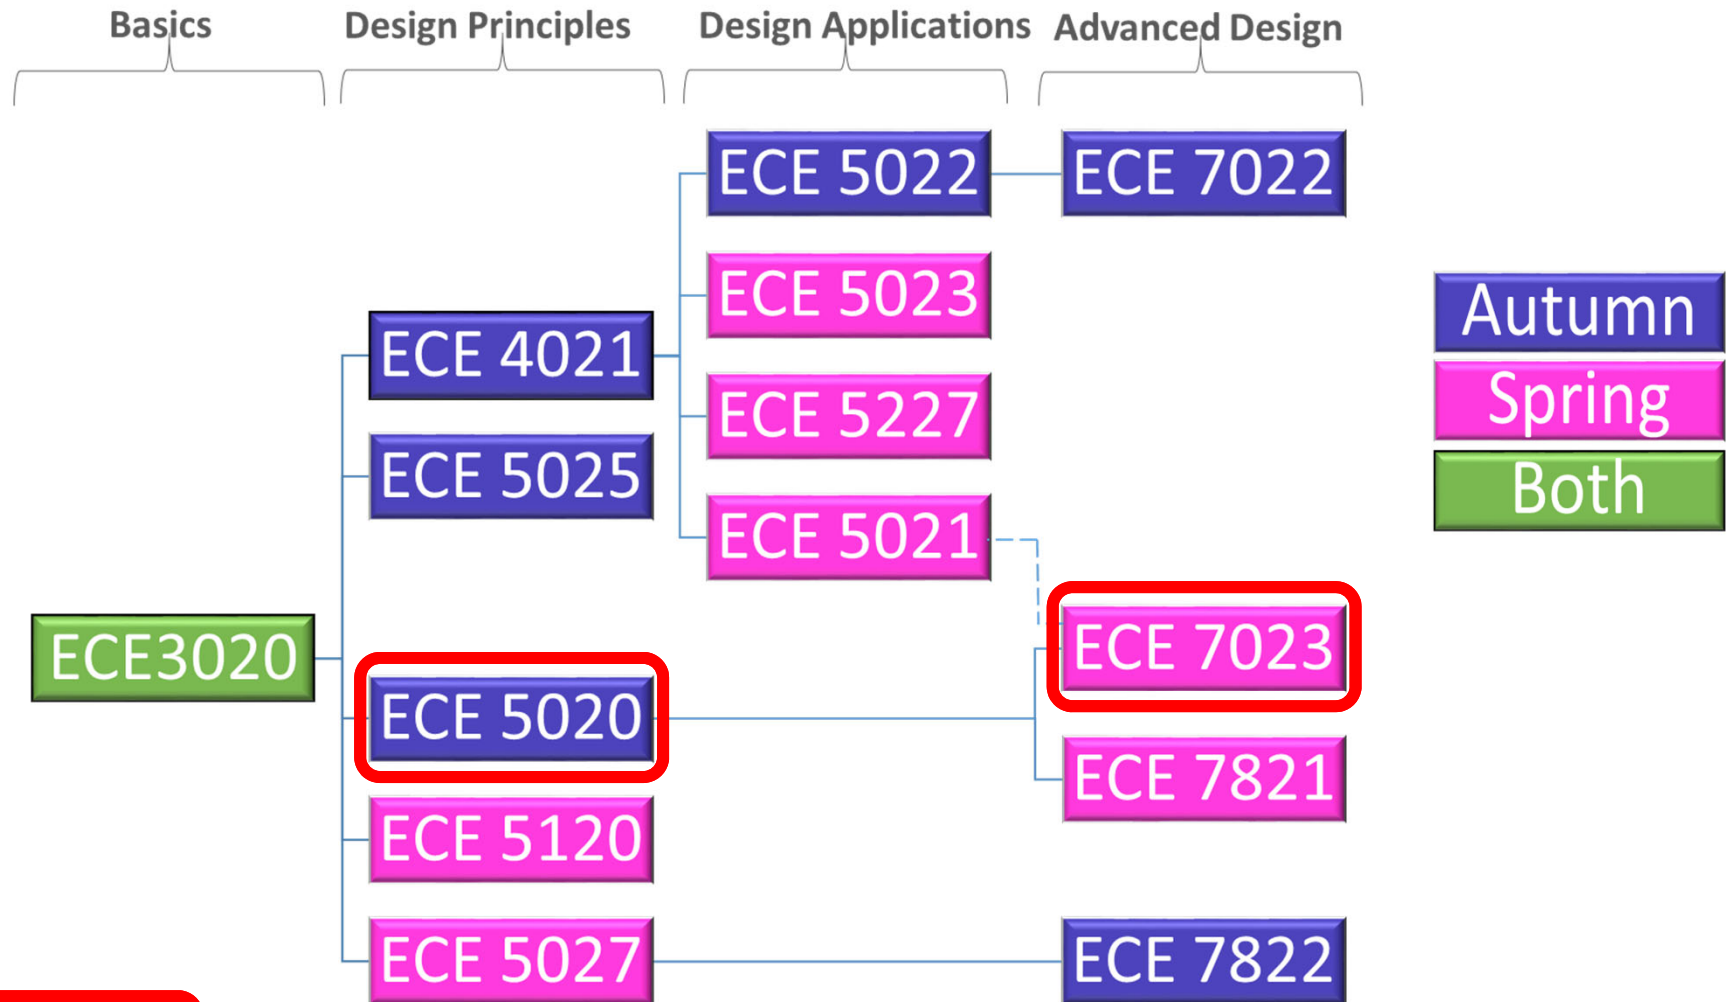 Basics
Design Principles
Design Applications
Advanced Design
ECE 5022
ECE 7022
ECE 5023
Autumn
ECE 4021
Spring
ECE 5227
ECE 5025
Both
ECE 5021
ECE3020
ECE 7023
ECE 5020
ECE 7821
ECE 5120
ECE 5027
ECE 7822